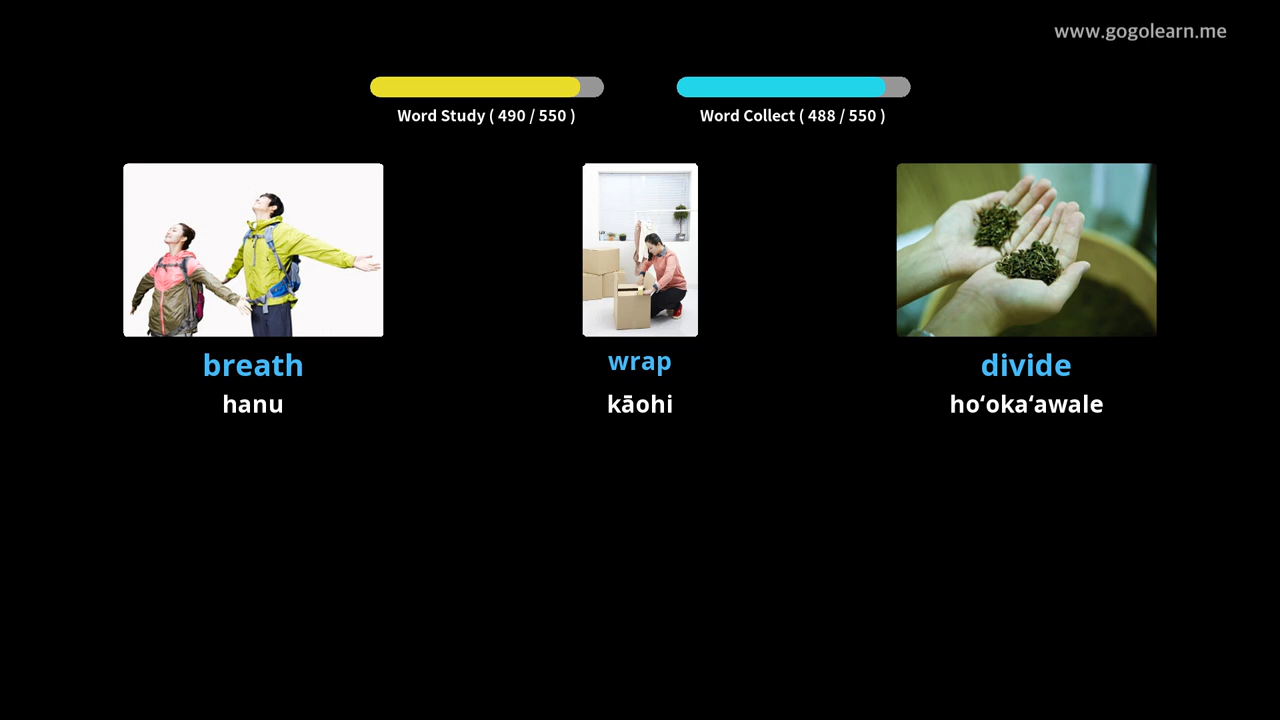 www.gogolearn.me
Word Study ( 490 / 550 )
Word Collect ( 488 / 550 )
breath
wrap
divide
hanu
kāohi
hoʻokaʻawale